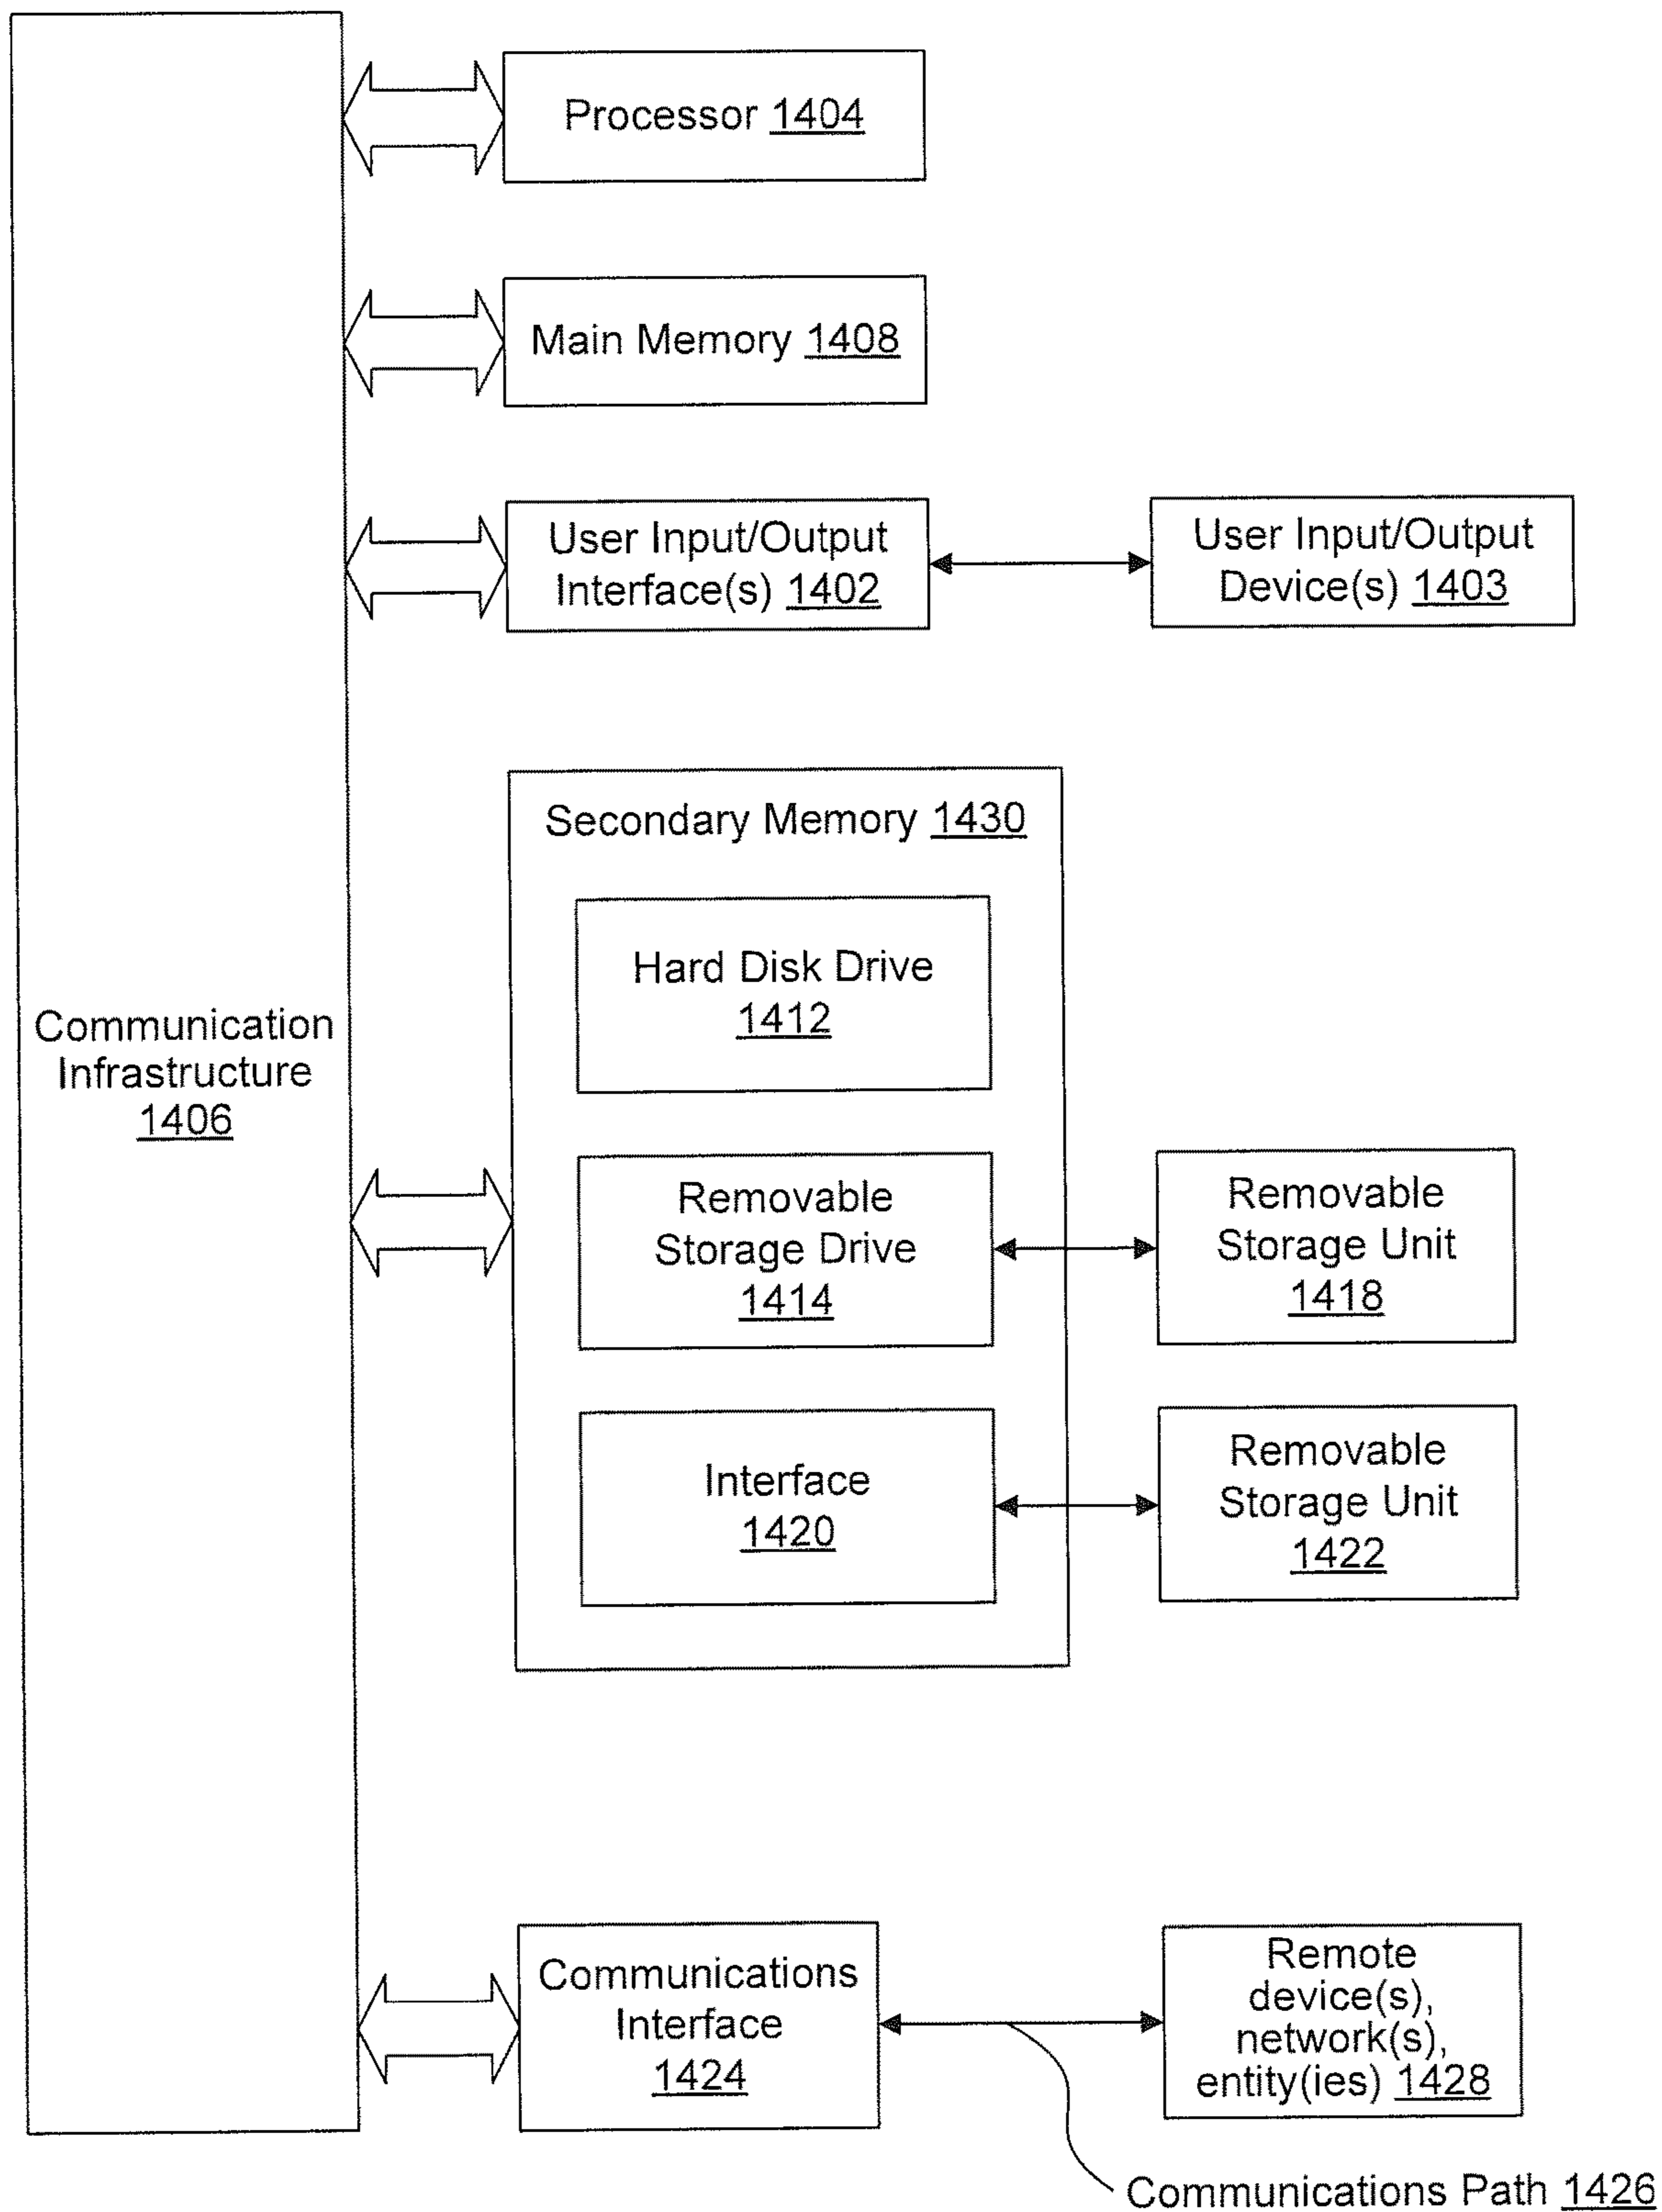 Processor 1404
Main Memory 1408
User Input/Output
Interface(s) 1402
User Input/Output
Device(s) 1403
Communication
Infrastructure
1406
Secondary Memory 1430
Hard Disk Drive
1412
Removable
Storage Drive
1414
Removable
Storage Unit
1418
Interface
1420
Removable
Storage Unit
1422
Communications
Interface
1424
Remote
device(s),
network(s),
entity(ies) 1428
Communications Path 1426